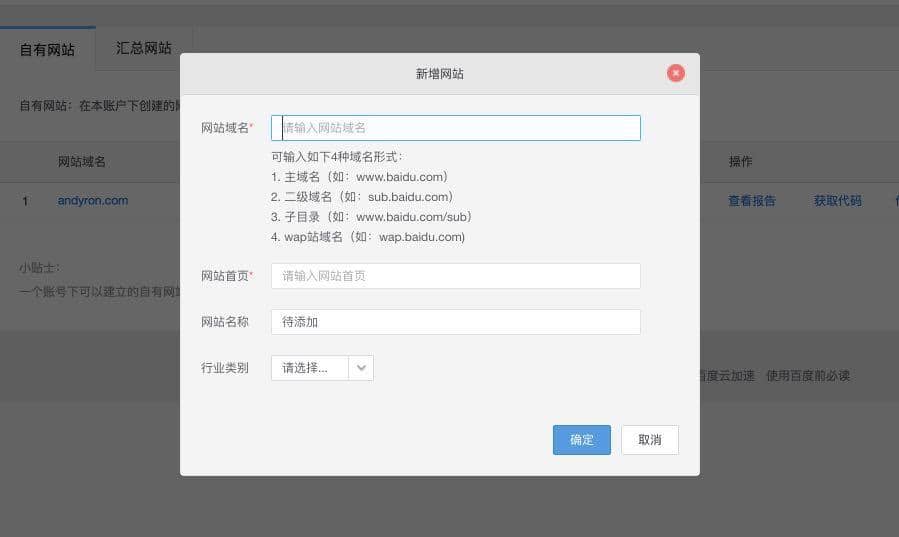 自有网站
汇总网站
新增网站
自有网站：在本账户下创建的
网站域名*
请输入网站域名
可输入如下4种域名形式：
1. 主域名（如：www.baidu.com）
2. 二级域名（如：sub.baidu.com）
3. 子目录（如：www.baidu.com/sub）
4. wap站域名（如：wap.baidu.com)
网站域名
操作
1
andyron.com
查看报告
获取代码
小贴士：
一个账号下可以建立的自有网
网站首页*
请输入网站首页
网站名称
待添加
行业类别
请选择...
百度云加速
使用百度前必读
确定
取消